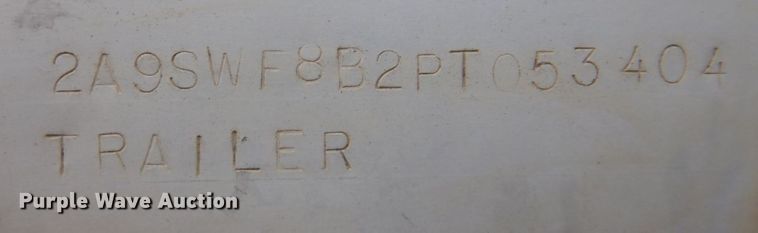 2A9SWF8B2PT053404
TRAILER
Purple Wave Auction